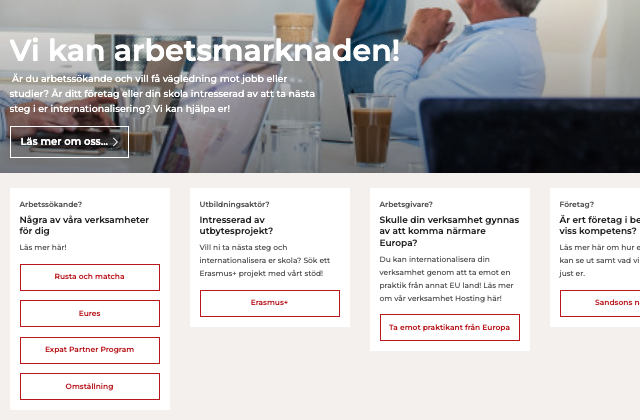 Vi kan arbetsmarknaden!
Är du arbetssökande och vill få vägledning mot jobb eller
studier? Är ditt företag eller din skola intresserad av att ta nästa
steg i er internationalisering? Vi kan hjälpa er!
Läs mer om oss...
Arbetssökande?
Några av våra verksamheter
för dig
Läs mer här!
Rusta och matcha
Eures
Expat Partner Program
Omställning
Utbildningsaktör?
Intresserad av
utbytesprojekt?
Vill ni ta nästa steg och
internationalisera er skola? Sök ett
Erasmus+ projekt med vårt stöd!
Erasmus+
Arbetsgivare?
Skulle din verksamhet gynnas
av att komma närmare
Europa?
Du kan internationalisera din
verksamhet genom att ta emot en
praktik från annat EU land! Läs mer
om vår verksamhet Hosting här!
Ta emot praktikant från Europa
Företag?
Är ert företag i be
viss kompetens?
Läs mer här om hur e
kan se ut samt vad vi
just er.
Sandsons n